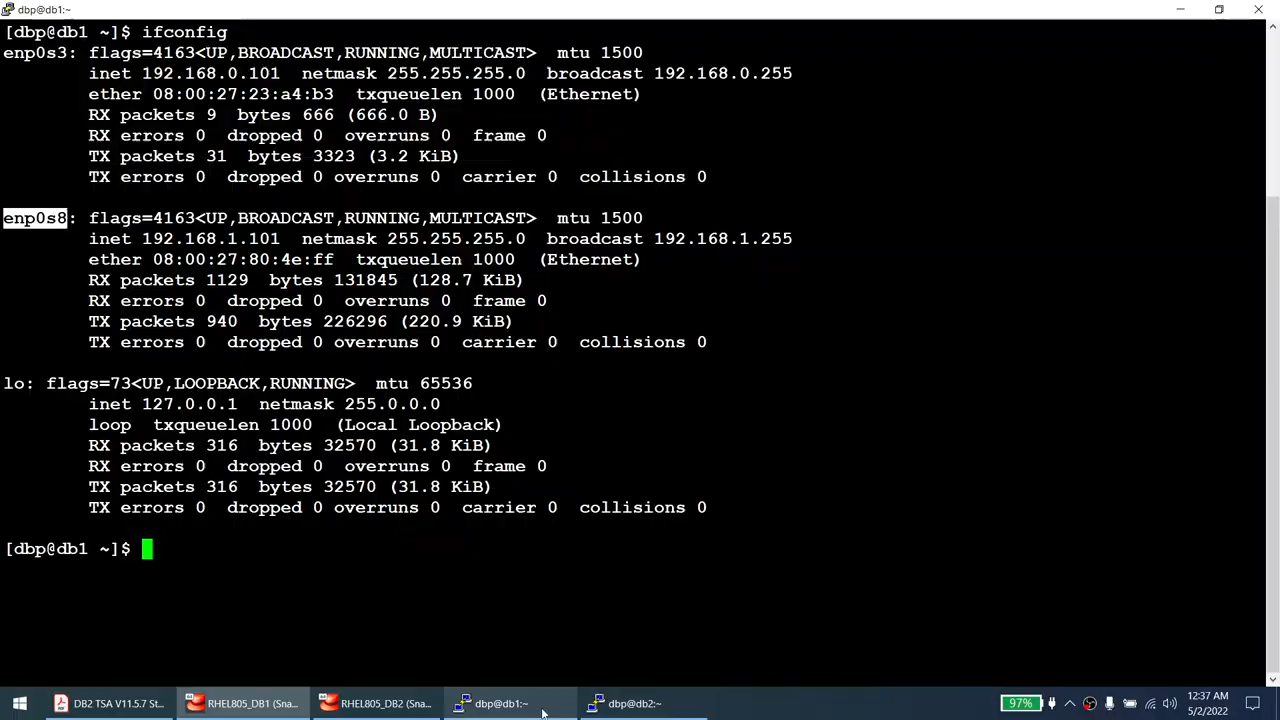 dbp@db1:~
[dbp@db1 ~]$ ifconfig
enp0s3: flags=4163<UP,BROADCAST,RUNNING,MULTICAST>  mtu 1500
        inet 192.168.0.101  netmask 255.255.255.0  broadcast 192.168.0.255
        ether 08:00:27:23:a4:b3  txqueuelen 1000  (Ethernet)
        RX packets 9  bytes 666 (666.0 B)
        RX errors 0  dropped 0  overruns 0  frame 0
        TX packets 31  bytes 3323 (3.2 KiB)
        TX errors 0  dropped 0 overruns 0  carrier 0  collisions 0
enp0s8: flags=4163<UP,BROADCAST,RUNNING,MULTICAST>  mtu 1500
        inet 192.168.1.101  netmask 255.255.255.0  broadcast 192.168.1.255
        ether 08:00:27:80:4e:ff  txqueuelen 1000  (Ethernet)
        RX packets 1129  bytes 131845 (128.7 KiB)
        RX errors 0  dropped 0  overruns 0  frame 0
        TX packets 940  bytes 226296 (220.9 KiB)
        TX errors 0  dropped 0 overruns 0  carrier 0  collisions 0
lo: flags=73<UP,LOOPBACK,RUNNING>  mtu 65536
        inet 127.0.0.1  netmask 255.0.0.0
        loop  txqueuelen 1000  (Local Loopback)
        RX packets 316  bytes 32570 (31.8 KiB)
        RX errors 0  dropped 0  overruns 0  frame 0
        TX packets 316  bytes 32570 (31.8 KiB)
        TX errors 0  dropped 0 overruns 0  carrier 0  collisions 0
[dbp@db1 ~]$
DB2 TSA V11.5.7 St... RHEL805_DB1 (Sna... RHEL805_DB2 (Sna... dbp@db1:~ dbp@db2:~ 97% 12:37 AM
5/2/2022